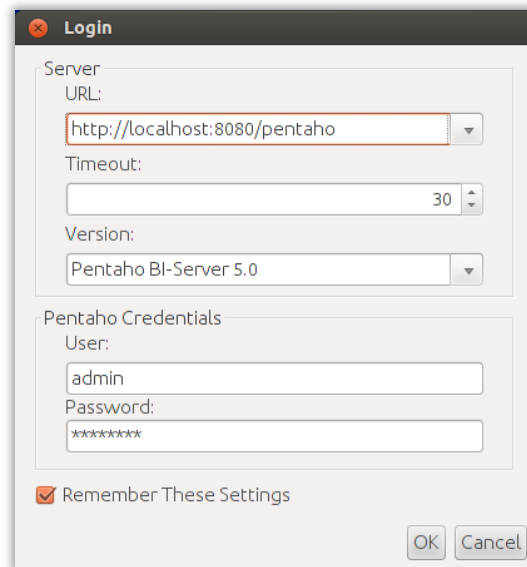 Login
Server
URL:
http://localhost:8080/pentaho
Timeout:
30
Version:
Pentaho BI-Server 5.0
Pentaho Credentials
User:
admin
Password:
********
Remember These Settings
OK Cancel